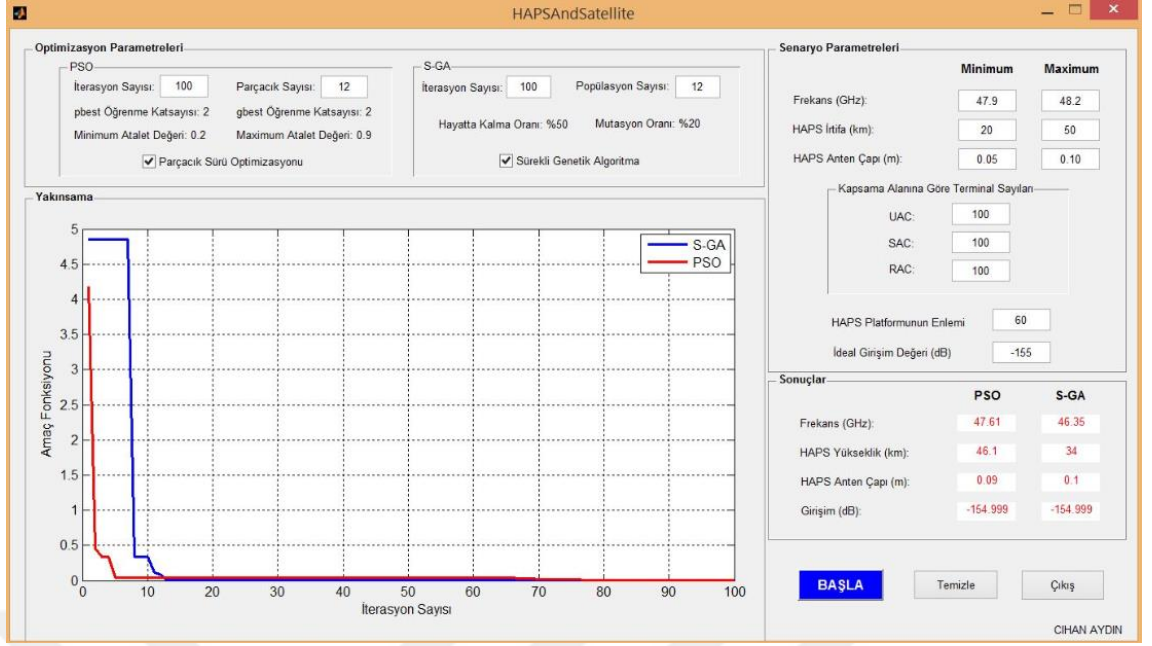 HAPSAndSatellite
Optimizasyon Parametreleri
PSO
İterasyon Sayısı: 100 Parçacık Sayısı: 12
pbest Öğrenme Katsayısı: 2 gbest Öğrenme Katsayısı: 2
Minimum Atalet Değeri: 0.2 Maximum Atalet Değeri: 0.9
Parçacık Sürü Optimizasyonu
S-GA
İterasyon Sayısı: 100 Popülasyon Sayısı: 12
Hayatta Kalma Oranı: %50 Mutasyon Oranı: %20
Sürekli Genetik Algoritma
Yakınsama
5
4.5
4
3.5
3
2.5
2
1.5
1
0.5
0
Amaç Fonksiyonu
S-GA
PSO
0 10 20 30 40 50 60 70 80 90 100
İterasyon Sayısı
Senaryo Parametreleri
Minimum Maximum
Frekans (GHz): 47.9 48.2
HAPS İrtifa (km): 20 50
HAPS Anten Çapı (m): 0.05 0.10
Kapsama Alanına Göre Terminal Sayıları
UAC: 100
SAC: 100
RAC: 100
HAPS Platformunun Enlemi 60
İdeal Girişim Değeri (dB) -155
Sonuçlar
PSO S-GA
Frekans (GHz): 47.61 46.35
HAPS Yükseklik (km): 46.1 34
HAPS Anten Çapı (m): 0.09 0.1
Girişim (dB): -154.999 -154.999
BAŞLA Temizle Çıkış
CIHAN AYDIN